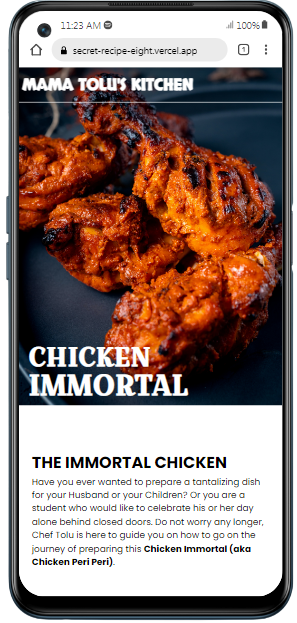 11:23 AM
100%
secret-recipe-eight.vercel.app
1
MAMA TOLU'S KITCHEN
CHICKEN
IMMORTAL
THE IMMORTAL CHICKEN
Have you ever wanted to prepare a tantalizing dish
for your Husband or your Children? Or you are a
student who would like to celebrate his or her day
alone behind closed doors. Do not worry any longer,
Chef Tolu is here to guide you on how to go on the
journey of preparing this Chicken Immortal (aka
Chicken Peri Peri).